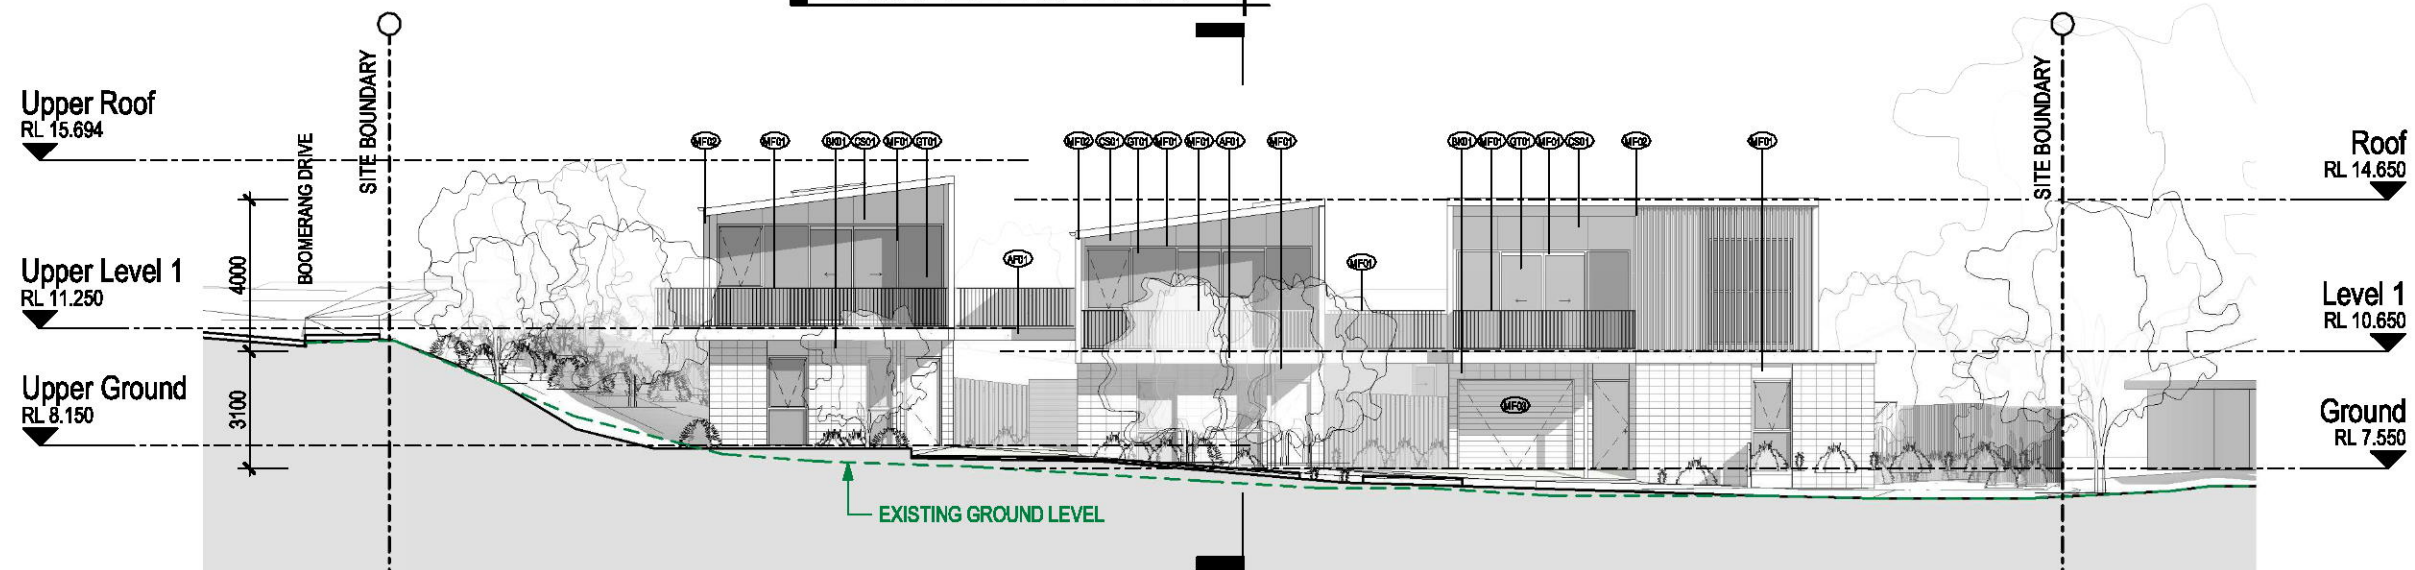 Upper Roof
RL 15.694
Upper Level 1
RL 11.250
Upper Ground
RL 8.150
4000
3100
BOOMERANG DRIVE
SITE BOUNDARY
MF02 MF01 BK01 CS01 MF01 GT01
MF02 CS01 GT01 MF01 MF01 AF01 MF01
BK01 MF01 GT01 MF01 CS01 MF02 MF01
AF01
MF01
MF03
EXISTING GROUND LEVEL
SITE BOUNDARY
Roof
RL 14.650
Level 1
RL 10.650
Ground
RL 7.550